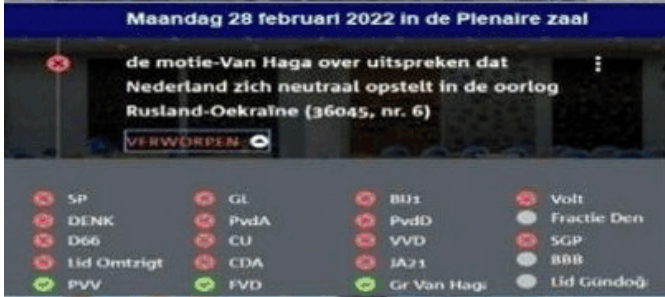 Maandag 28 februari 2022 in de Plenaire zaal
de motie-Van Haga over uitspreken dat
Nederland zich neutraal opstelt in de oorlog
Rusland-Oekraïne (36045, nr. 6)
VERWORPEN
SP GL BIJ1 Volt
DENK PvdA PvdD Fractie Den
D66 CU VVD SGP
Lid Omtzigt CDA JA21 BBB
PVV FVD Gr Van Haga Lid Gündoğ